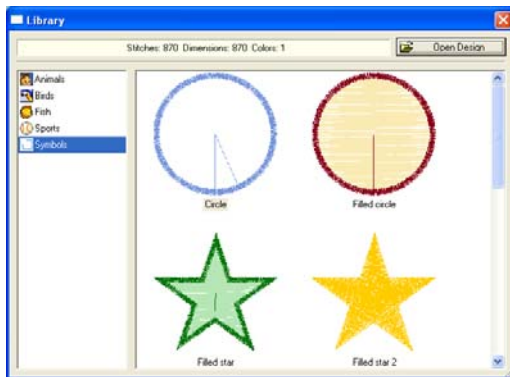 Library
Stitches: 870 Dimensions: 870 Colors: 1
Open Design
Animals
Birds
Fish
Sports
Symbols
Circle
Filled circle
Filled star
Filled star 2